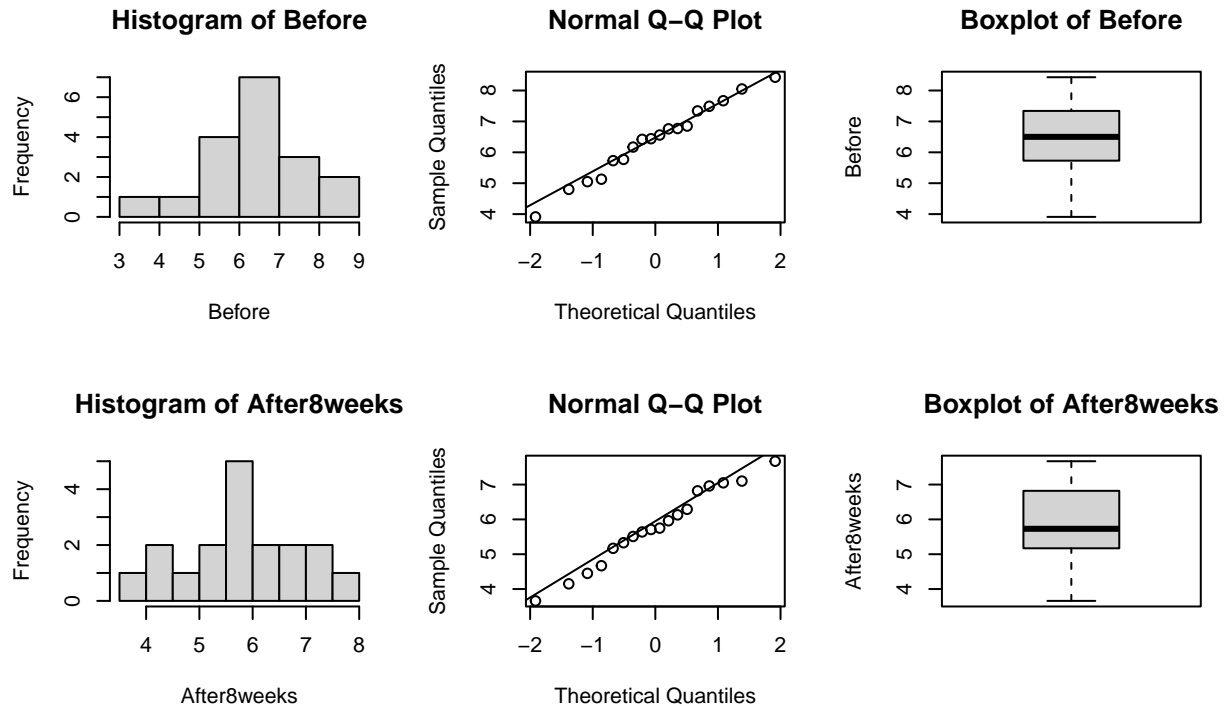 Histogram of Before
Frequency
0 2 4 6
3 4 5 6 7 8 9
Before
Normal Q−Q Plot
Sample Quantiles
4 5 6 7 8
−2 −1 0 1 2
Theoretical Quantiles
Boxplot of Before
Before
4 5 6 7 8
Histogram of After8weeks
Frequency
0 2 4
4 5 6 7 8
After8weeks
Normal Q−Q Plot
Sample Quantiles
4 5 6 7
−2 −1 0 1 2
Theoretical Quantiles
Boxplot of After8weeks
After8weeks
4 5 6 7